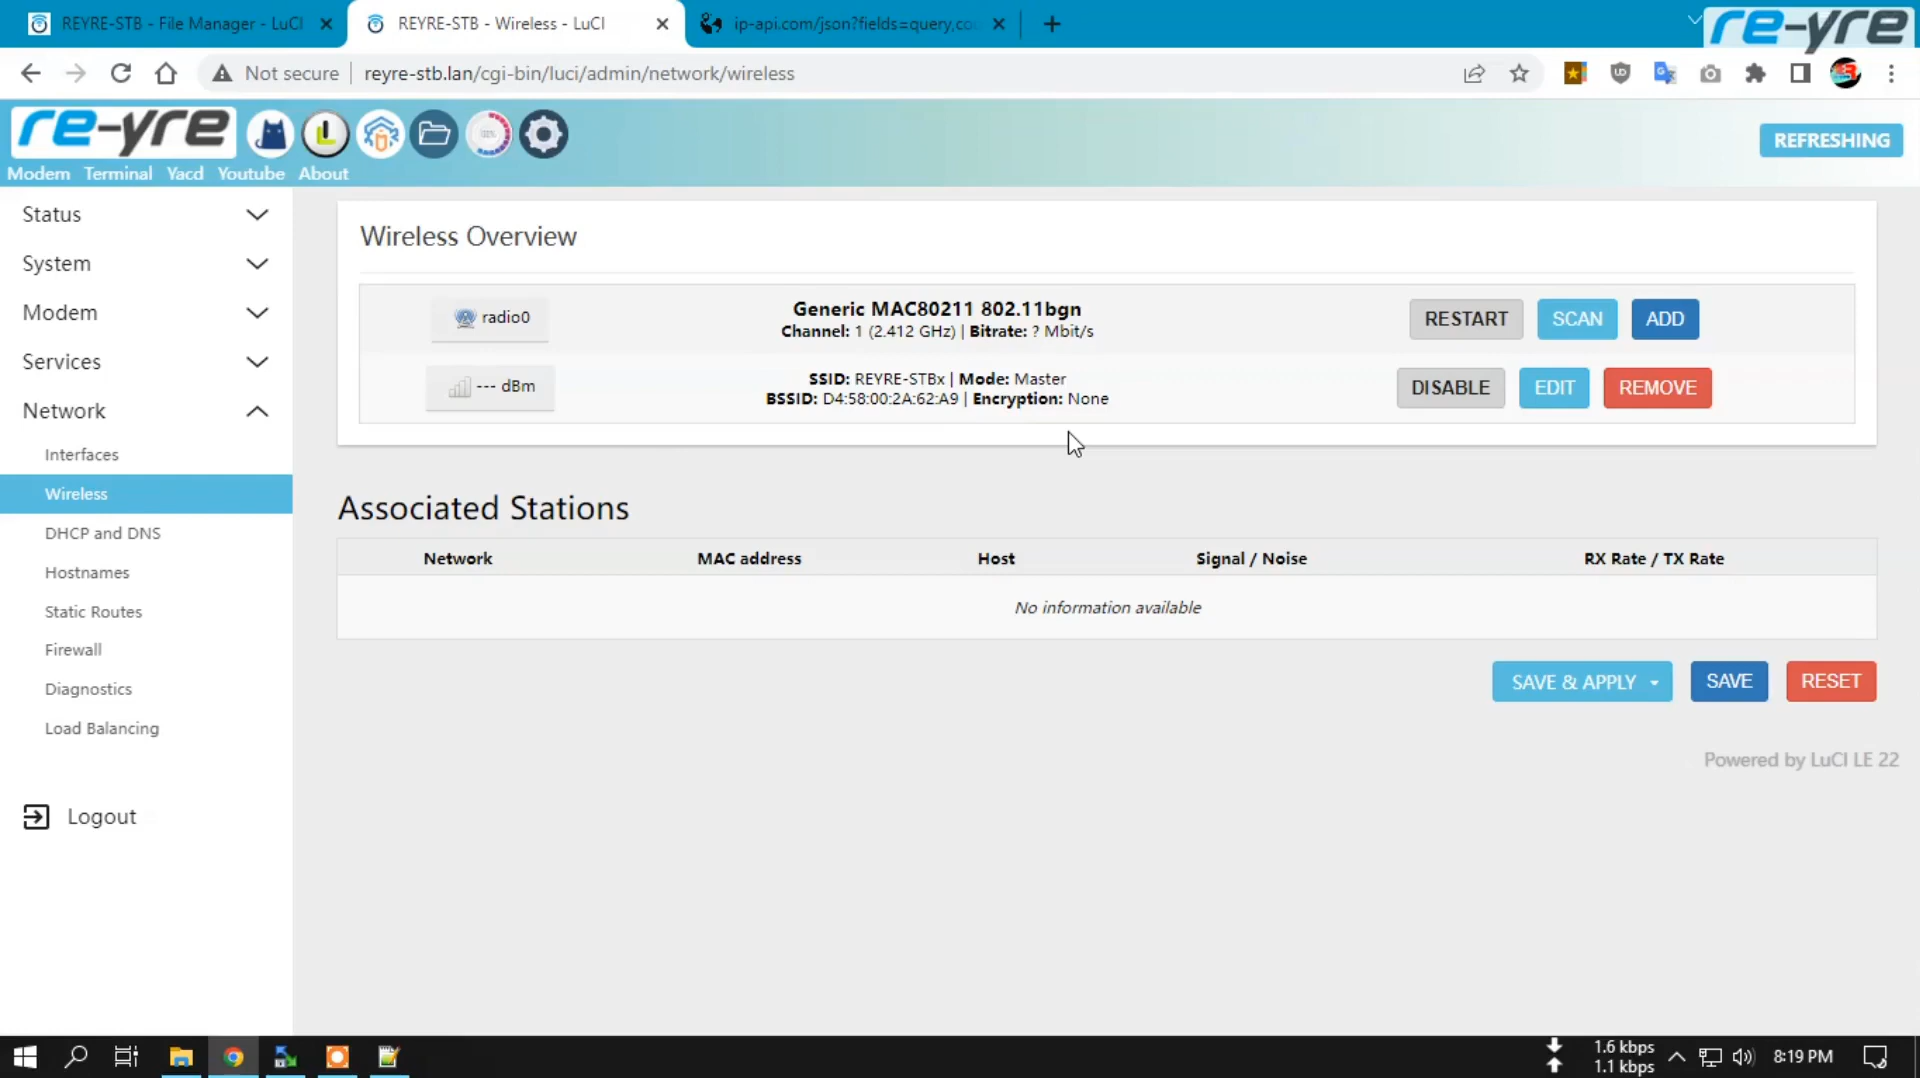 REYRE-STB - File Manager - LuCI
REYRE-STB - Wireless - LuCI
ip-api.com/json?fields=query,co
re-yre
Not secure
reyre-stb.lan/cgi-bin/luci/admin/network/wireless
re-yre
REFRESHING
Modem Terminal Yacd Youtube About
Status
System
Modem
Services
Network
Interfaces
Wireless
DHCP and DNS
Hostnames
Static Routes
Firewall
Diagnostics
Load Balancing
Logout
Wireless Overview
radio0
Generic MAC80211 802.11bgn
Channel: 1 (2.412 GHz) | Bitrate: ? Mbit/s
RESTART SCAN ADD
--- dBm
SSID: REYRE-STBx | Mode: Master
BSSID: D4:58:00:2A:62:A9 | Encryption: None
DISABLE EDIT REMOVE
Associated Stations
Network MAC address Host Signal / Noise RX Rate / TX Rate
No information available
SAVE & APPLY SAVE RESET
Powered by LuCI LE 22
1.6 kbps
1.1 kbps
8:19 PM